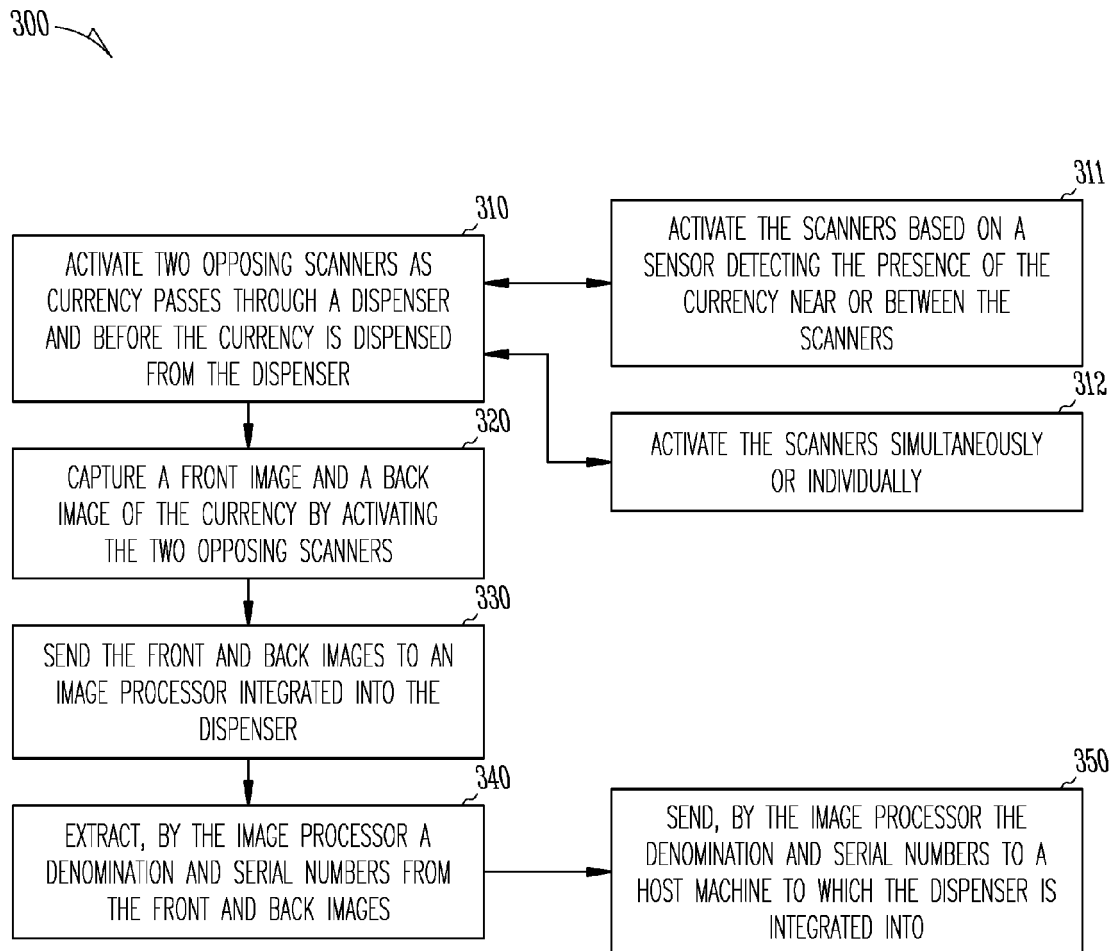 300
310
ACTIVATE TWO OPPOSING SCANNERS AS
CURRENCY PASSES THROUGH A DISPENSER
AND BEFORE THE CURRENCY IS DISPENSED
FROM THE DISPENSER
311
ACTIVATE THE SCANNERS BASED ON A
SENSOR DETECTING THE PRESENCE OF THE
CURRENCY NEAR OR BETWEEN THE
SCANNERS
312
ACTIVATE THE SCANNERS SIMULTANEOUSLY
OR INDIVIDUALLY
320
CAPTURE A FRONT IMAGE AND A BACK
IMAGE OF THE CURRENCY BY ACTIVATING
THE TWO OPPOSING SCANNERS
330
SEND THE FRONT AND BACK IMAGES TO AN
IMAGE PROCESSOR INTEGRATED INTO THE
DISPENSER
340
EXTRACT, BY THE IMAGE PROCESSOR A
DENOMINATION AND SERIAL NUMBERS FROM
THE FRONT AND BACK IMAGES
350
SEND, BY THE IMAGE PROCESSOR THE
DENOMINATION AND SERIAL NUMBERS TO A
HOST MACHINE TO WHICH THE DISPENSER IS
INTEGRATED INTO